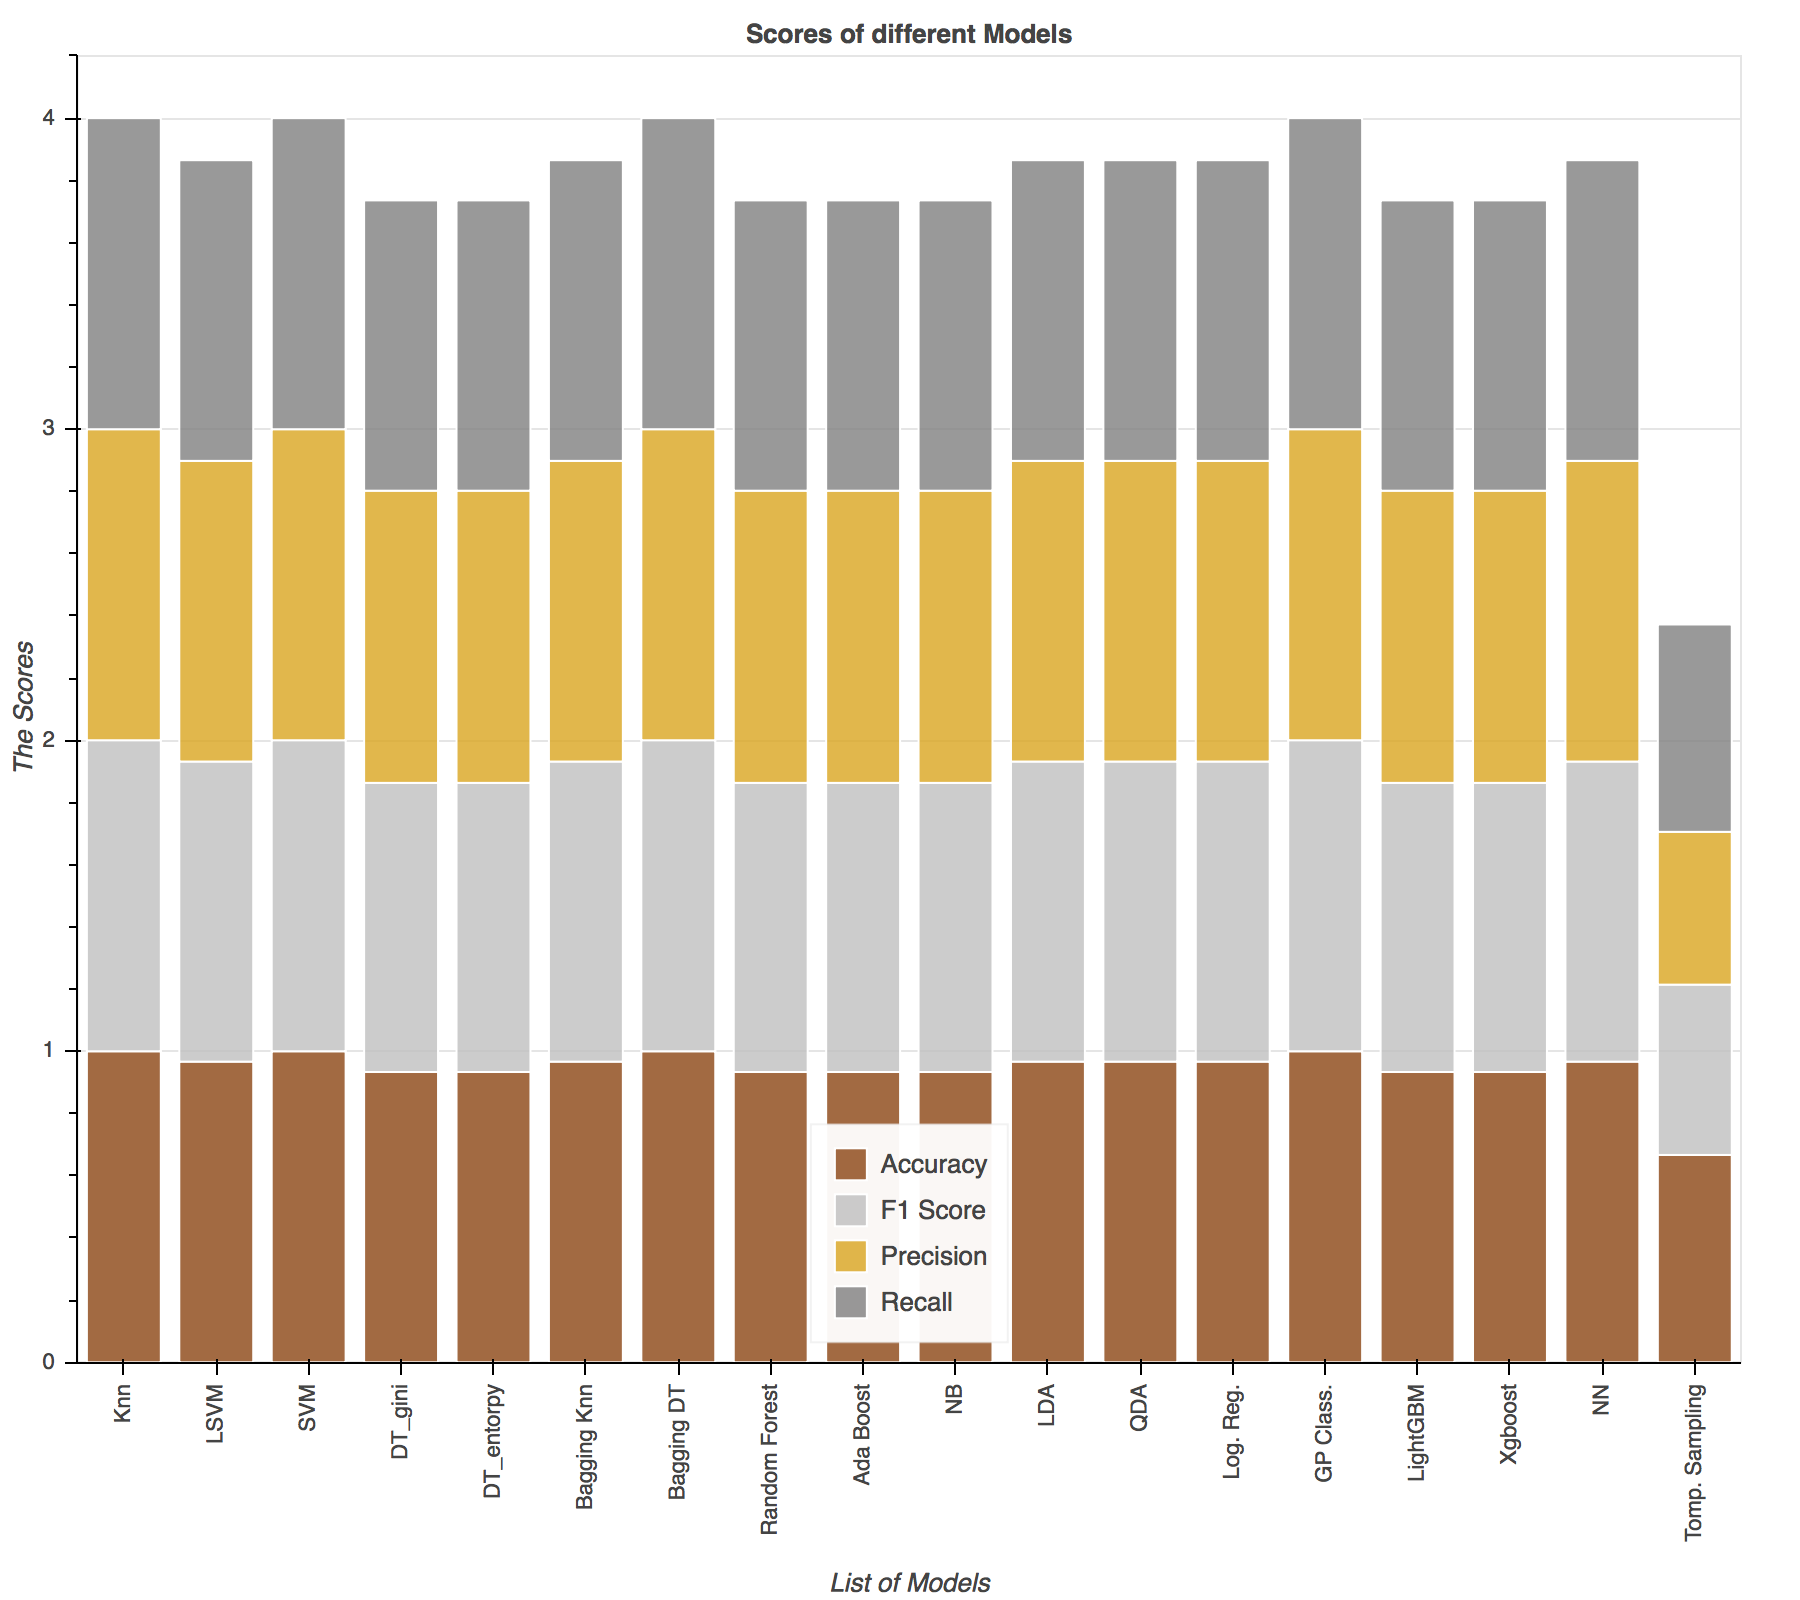 Scores of different Models
The Scores
4
3
2
1
0
Accuracy
F1 Score
Precision
Recall
Knn
LSVM
SVM
DT_gini
DT_entorpy
Bagging Knn
Bagging DT
Random Forest
Ada Boost
NB
LDA
QDA
Log. Reg.
GP Class.
LightGBM
Xgboost
NN
Tomp. Sampling
List of Models